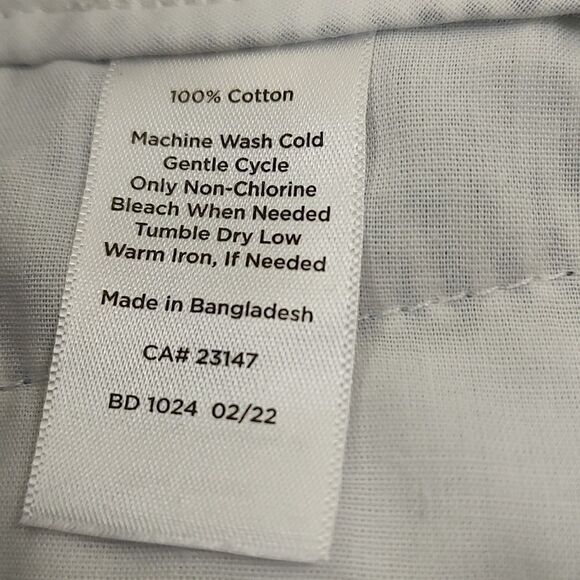 100% Cotton
Machine Wash Cold
Gentle Cycle
Only Non-Chlorine
Bleach When Needed
Tumble Dry Low
Warm Iron, If Needed
Made in Bangladesh
CA# 23147
BD 1024 02/22